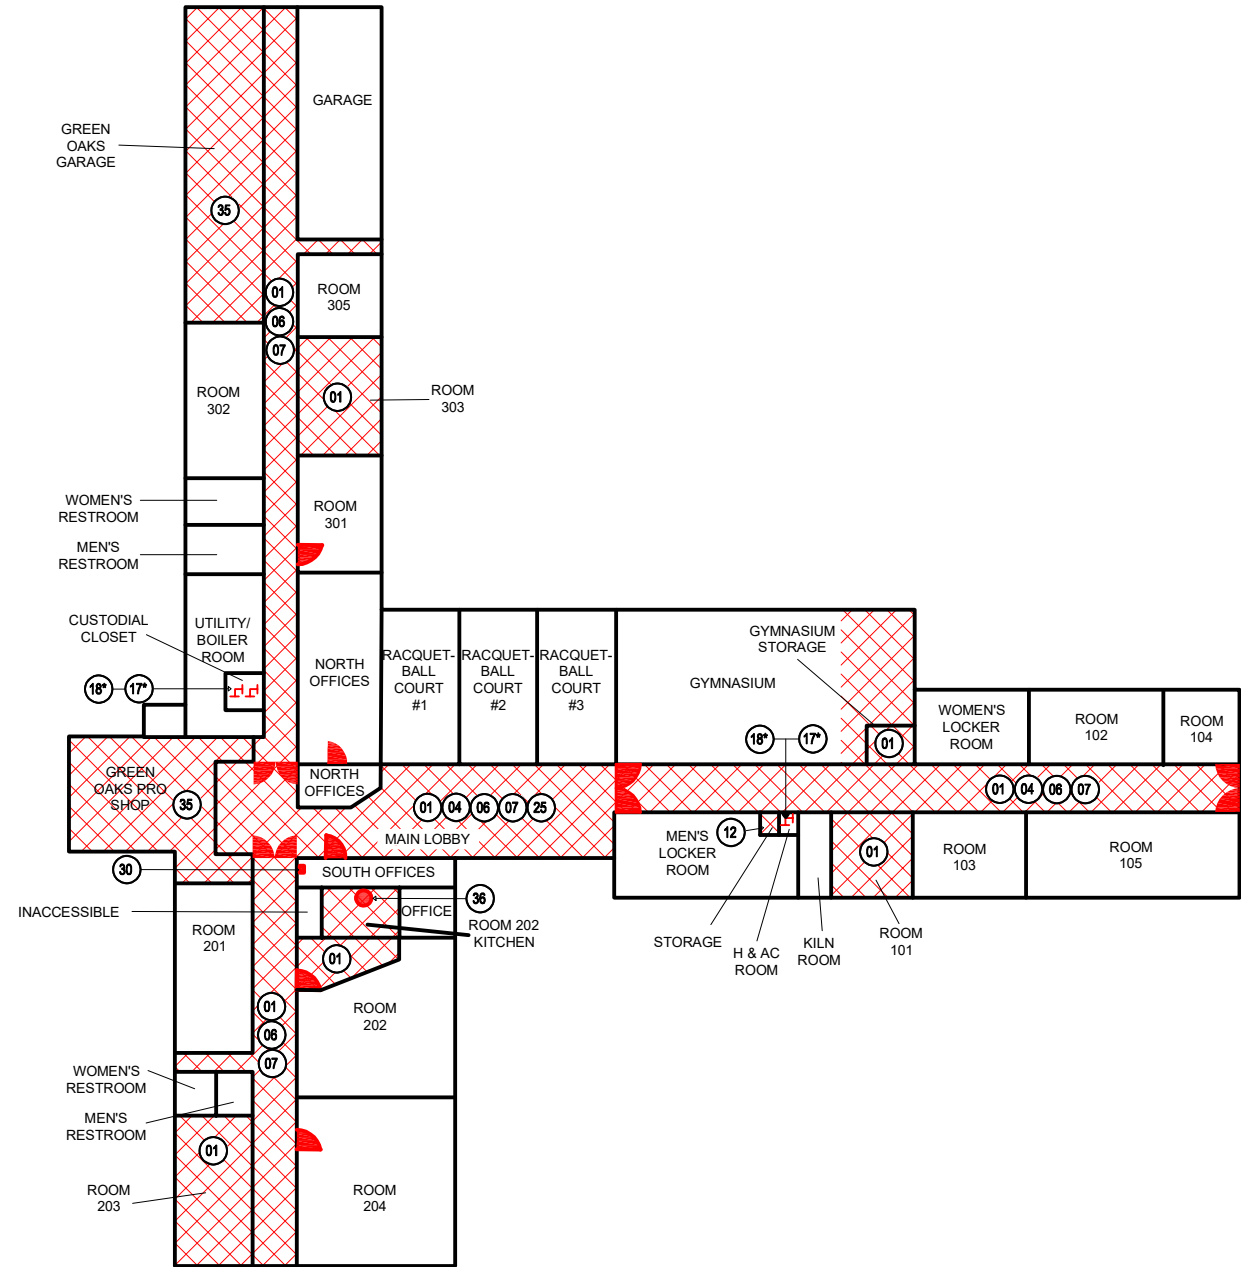 GARAGE
GREEN
OAKS
GARAGE
35
01
06
07
ROOM
305
ROOM
302
01
ROOM
303
WOMEN'S
RESTROOM
ROOM
301
MEN'S
RESTROOM
CUSTODIAL
CLOSET
UTILITY/
BOILER
ROOM
18*
17*
NORTH
OFFICES
RACQUET-
BALL
COURT
#1
RACQUET-
BALL
COURT
#2
RACQUET-
BALL
COURT
#3
GYMNASIUM
STORAGE
GYMNASIUM
18*
17*
01
WOMEN'S
LOCKER
ROOM
ROOM
102
ROOM
104
GREEN
OAKS PRO
SHOP
35
NORTH
OFFICES
01
04
06
07
25
MAIN LOBBY
01
04
06
07
12
MEN'S
LOCKER
ROOM
01
ROOM
103
ROOM
105
STORAGE
H & AC
ROOM
KILN
ROOM
ROOM
101
30
SOUTH OFFICES
INACCESSIBLE
36
OFFICE
ROOM 202
KITCHEN
ROOM
201
01
01
06
07
ROOM
202
WOMEN'S
RESTROOM
MEN'S
RESTROOM
01
ROOM
203
ROOM
204